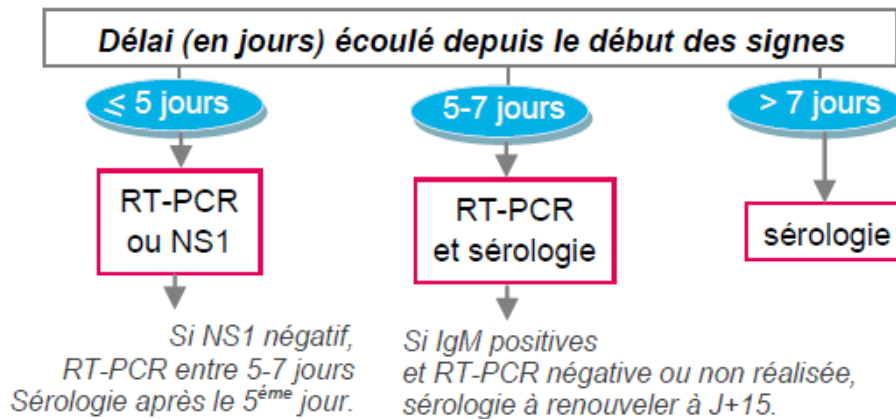 Délai (en jours) écoulé depuis le début des signes
⩽ 5 jours
5-7 jours
> 7 jours
RT-PCR
ou NS1
RT-PCR
et sérologie
sérologie
Si NS1 négatif,
RT-PCR entre 5-7 jours
Sérologie après le 5éme jour.
Si IgM positives
et RT-PCR négative ou non réalisée,
sérologie à renouveler à J+15.